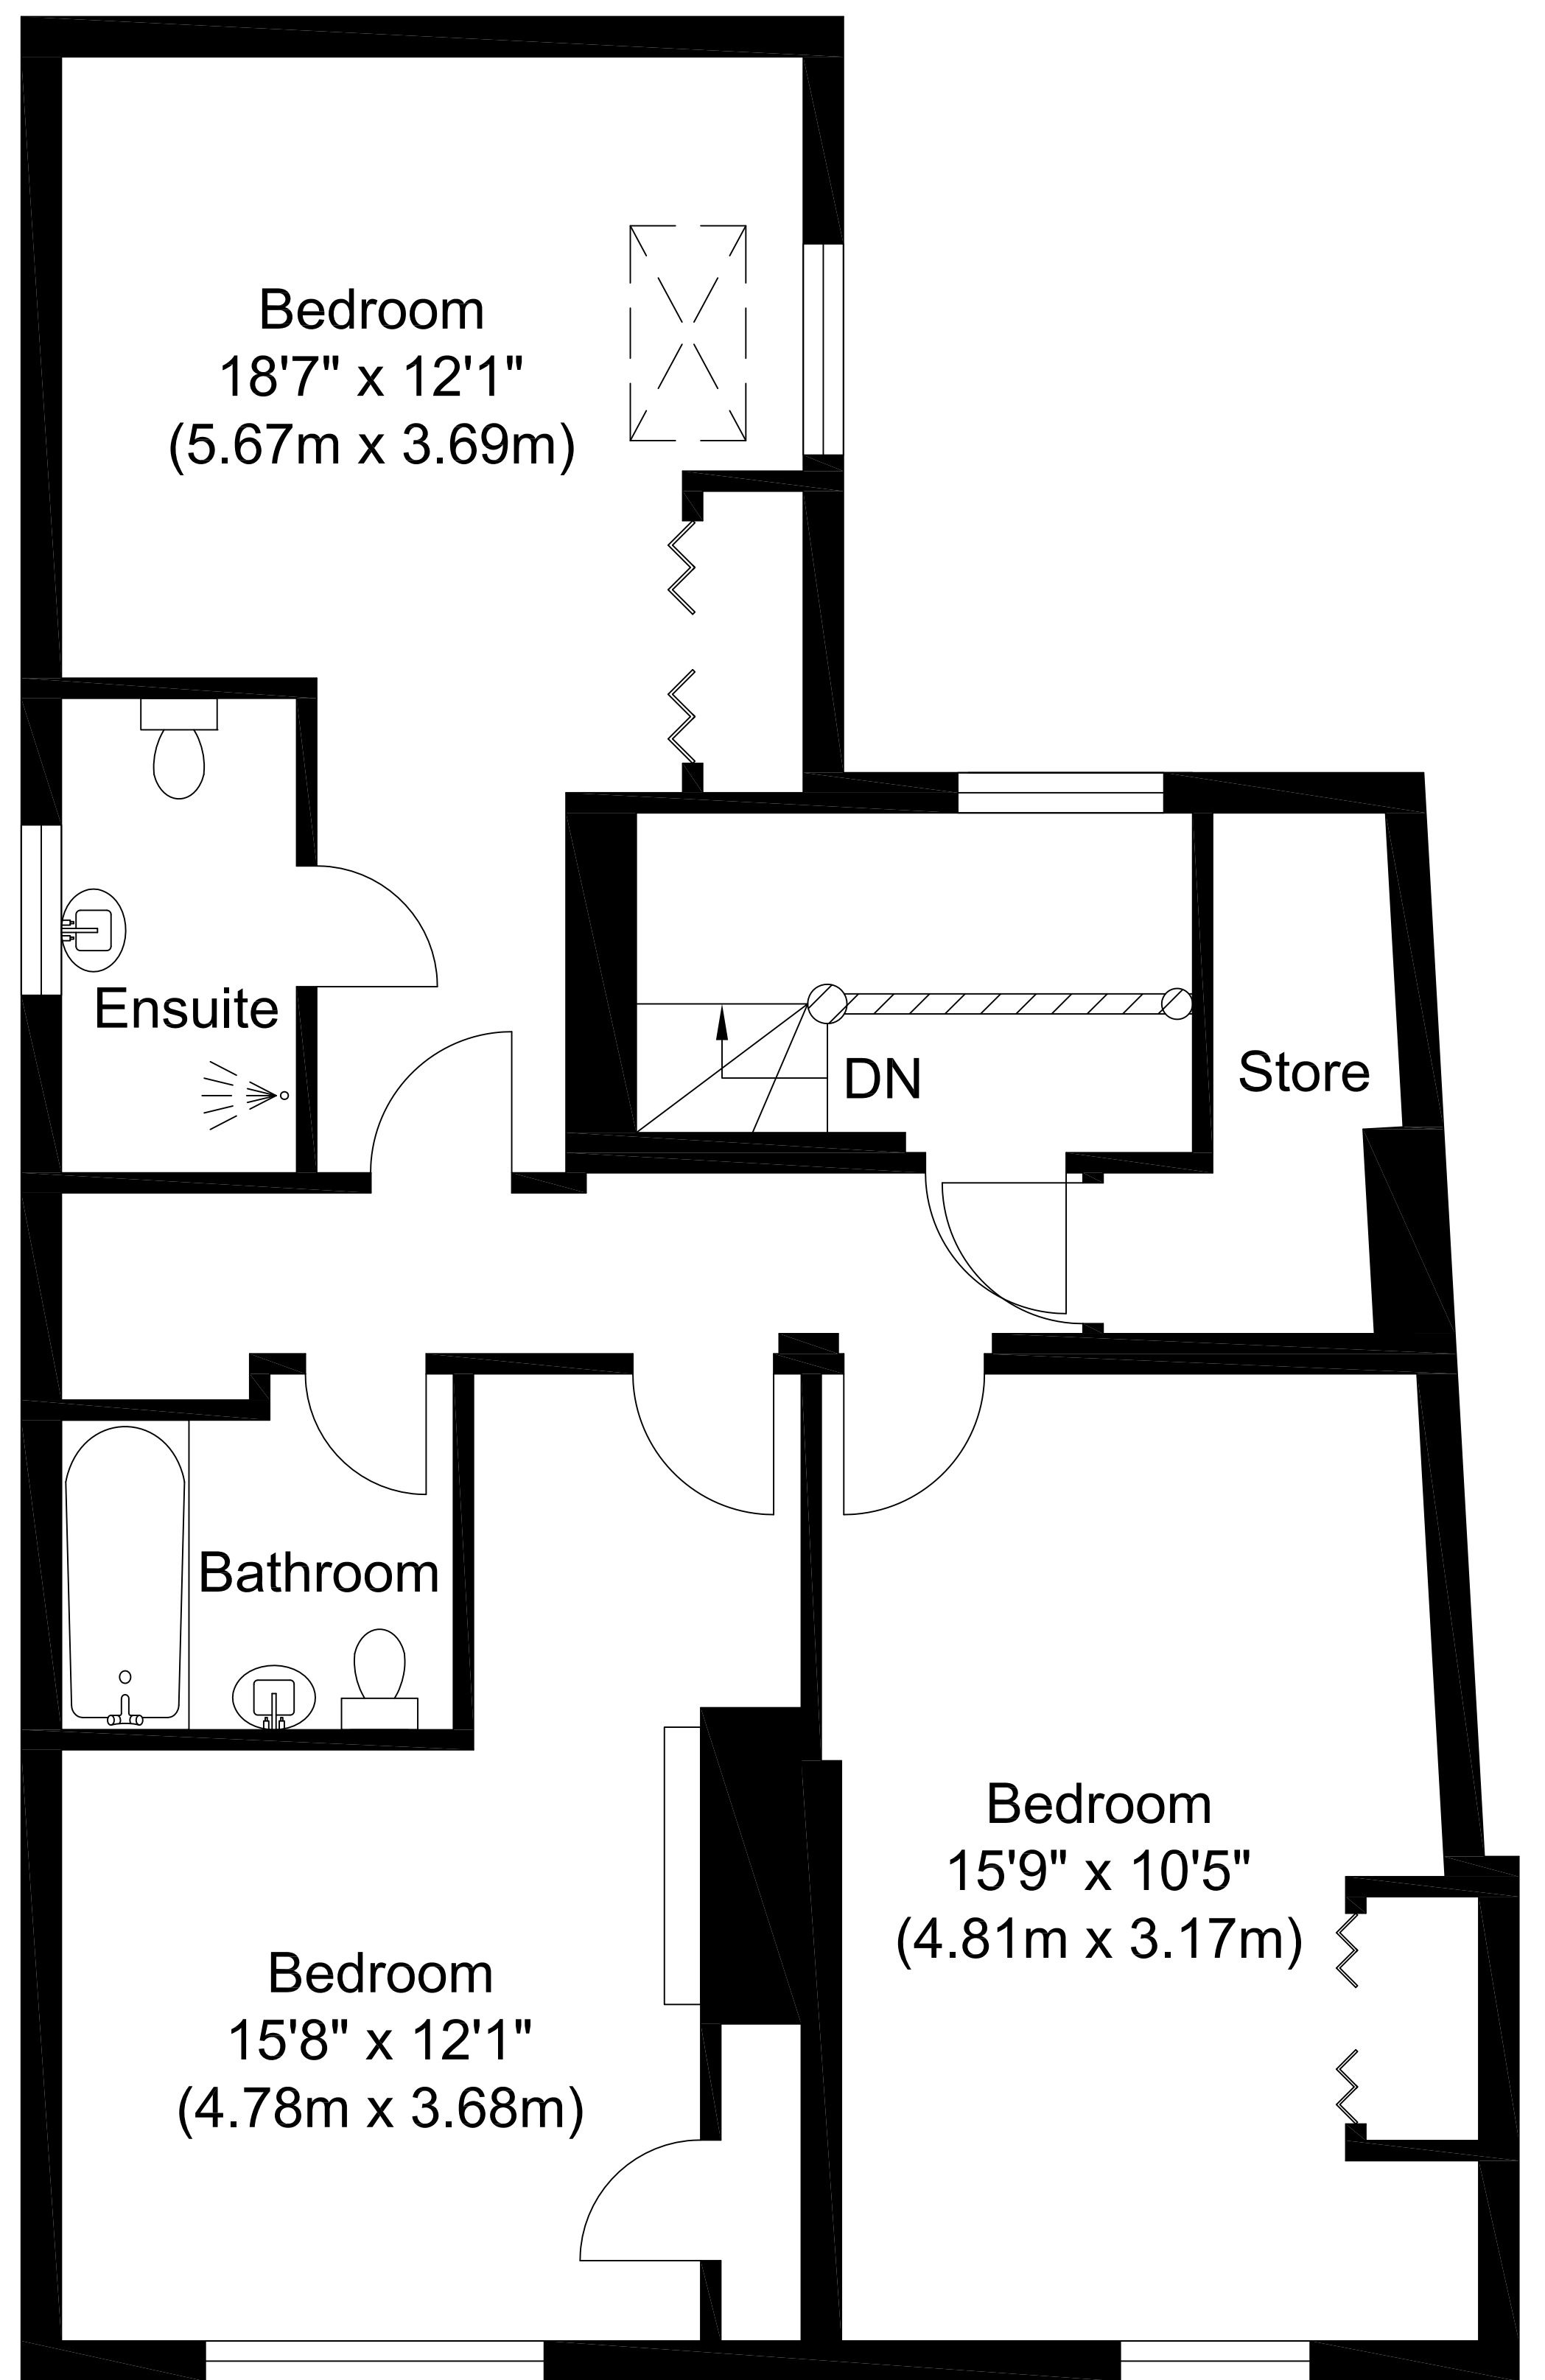 Bedroom
18'7" x 12'1"
(5.67m x 3.69m)
Ensuite
DN
Store
Bathroom
Bedroom
15'9" x 10'5"
(4.81m x 3.17m)
Bedroom
15'8" x 12'1"
(4.78m x 3.68m)